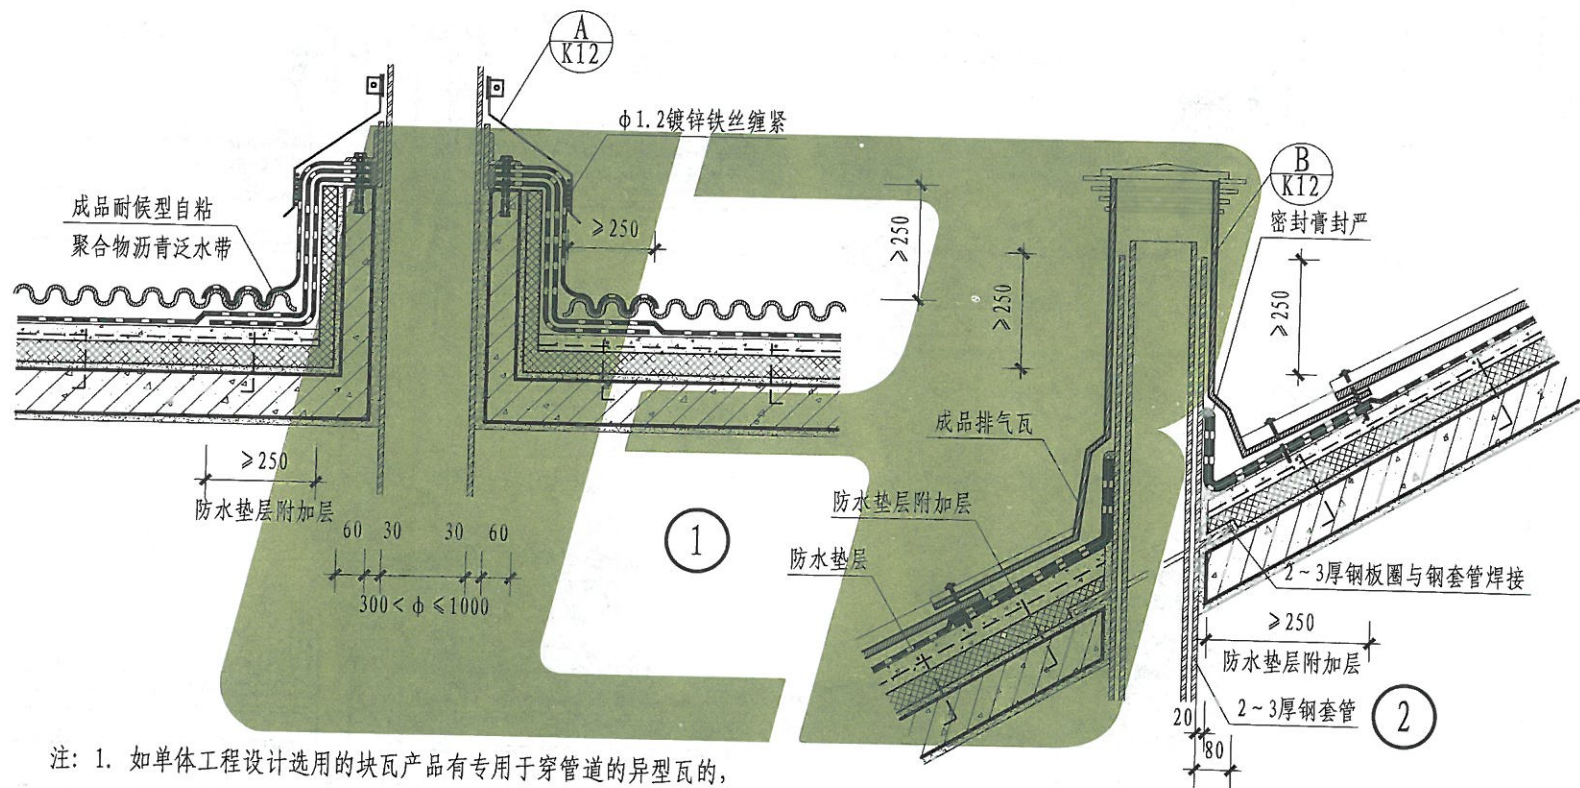 A
K12
φ1.2镀锌铁丝缠紧
成品耐候型自粘
聚合物沥青泛水带
≥250
≥250
防水垫层附加层
60 30 30 60
300<φ≤1000
1
B
K12
密封膏封严
≥250
≥250
≥250
成品排气瓦
防水垫层附加层
防水垫层
2~3厚钢板圈与钢套管焊接
≥250
防水垫层附加层
2~3厚钢套管
20
80
2
注: 1. 如单体工程设计选用的块瓦产品有专用于穿管道的异型瓦的,